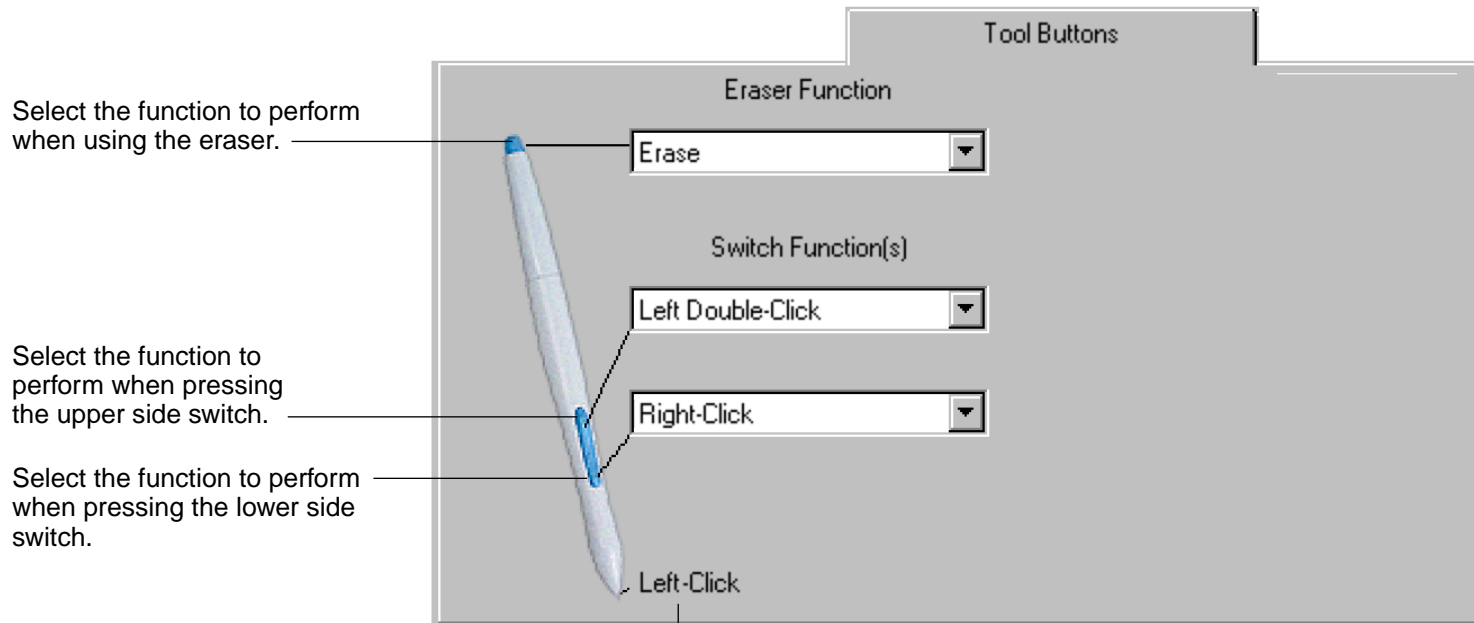 Tool Buttons
Eraser Function
Select the function to perform
when using the eraser.
Erase
Switch Function(s)
Left Double-Click
Select the function to
perform when pressing
the upper side switch.
Right-Click
Select the function to perform
when pressing the lower side
switch.
Left-Click